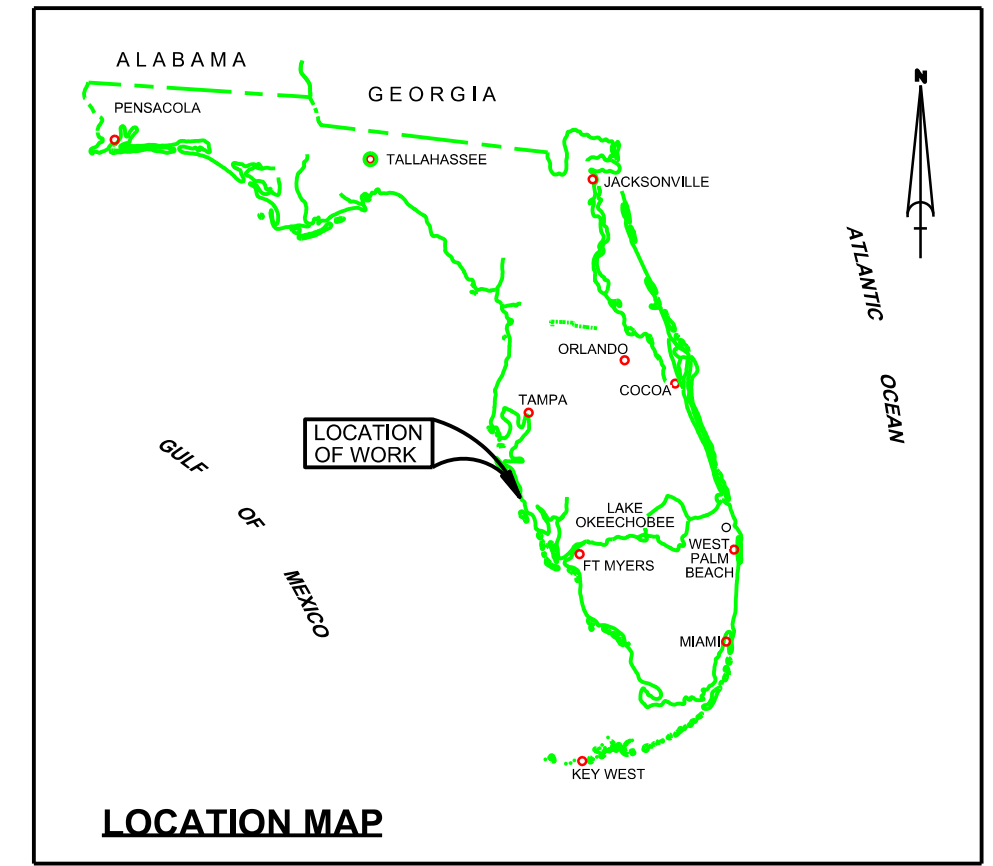 ALABAMA
GEORGIA
N
PENSACOLA
TALLAHASSEE
JACKSONVILLE
ATLANTIC
OCEAN
ORLANDO
COCOA
TAMPA
LOCATION
OF WORK
GULF
OF
MEXICO
LAKE
OKEECHOBEE
WEST
PALM
BEACH
FT MYERS
MIAMI
KEY WEST
LOCATION MAP